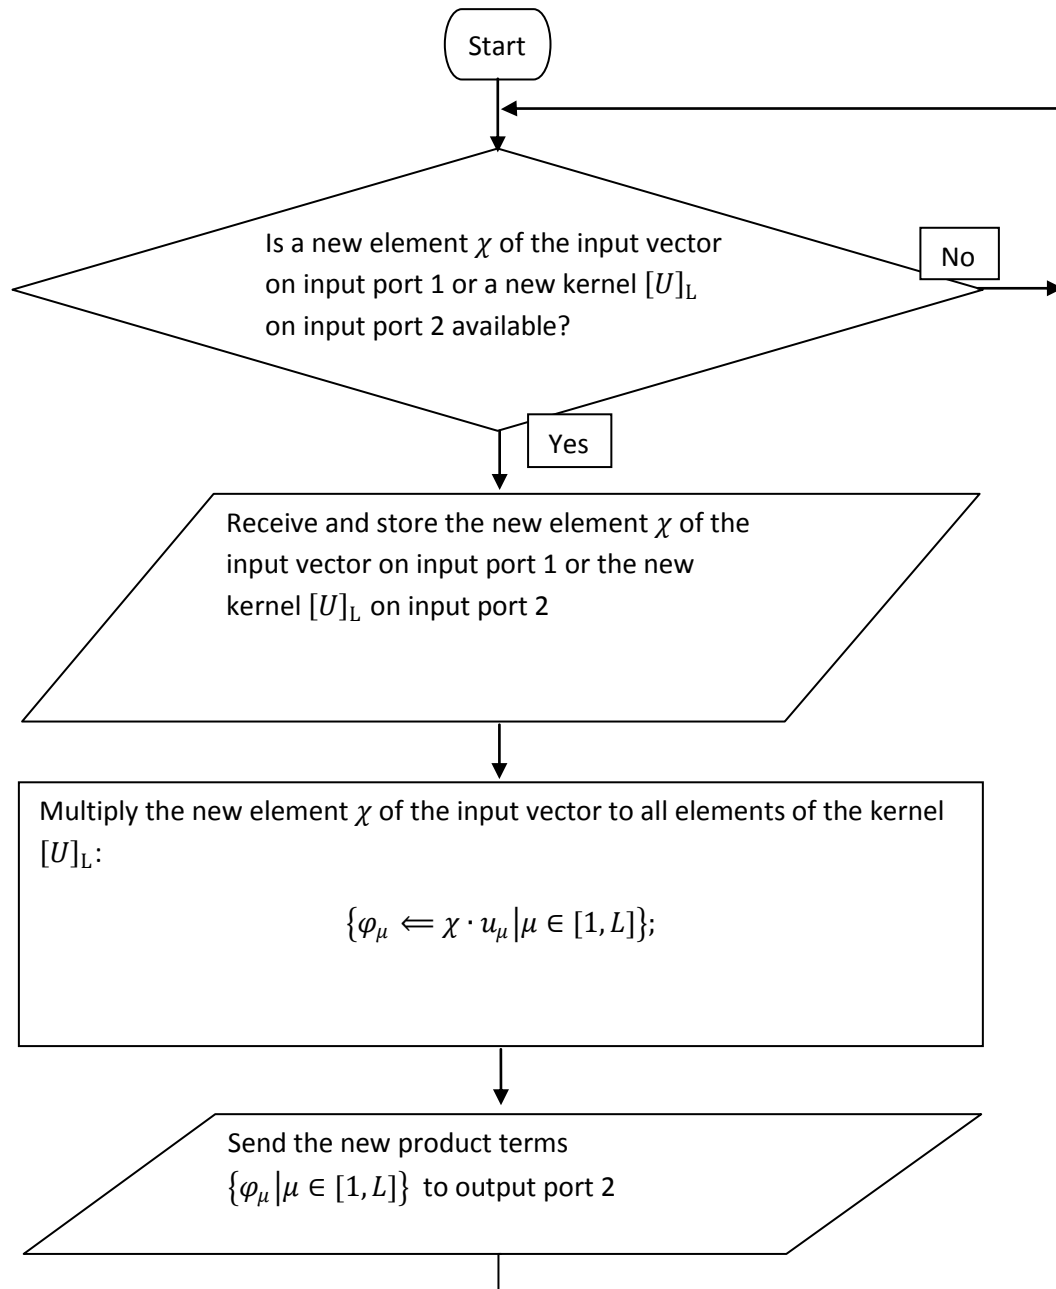 Start
Is a new element χ of the input vector
on input port 1 or a new kernel [U]L
on input port 2 available?
No
Yes
Receive and store the new element χ of the
input vector on input port 1 or the new
kernel [U]L on input port 2
Multiply the new element χ of the input vector to all elements of the kernel
[U]L:
{φμ ⟸ χ · uμ|μ ∈ [1, L]};
Send the new product terms
{φμ|μ ∈ [1, L]} to output port 2